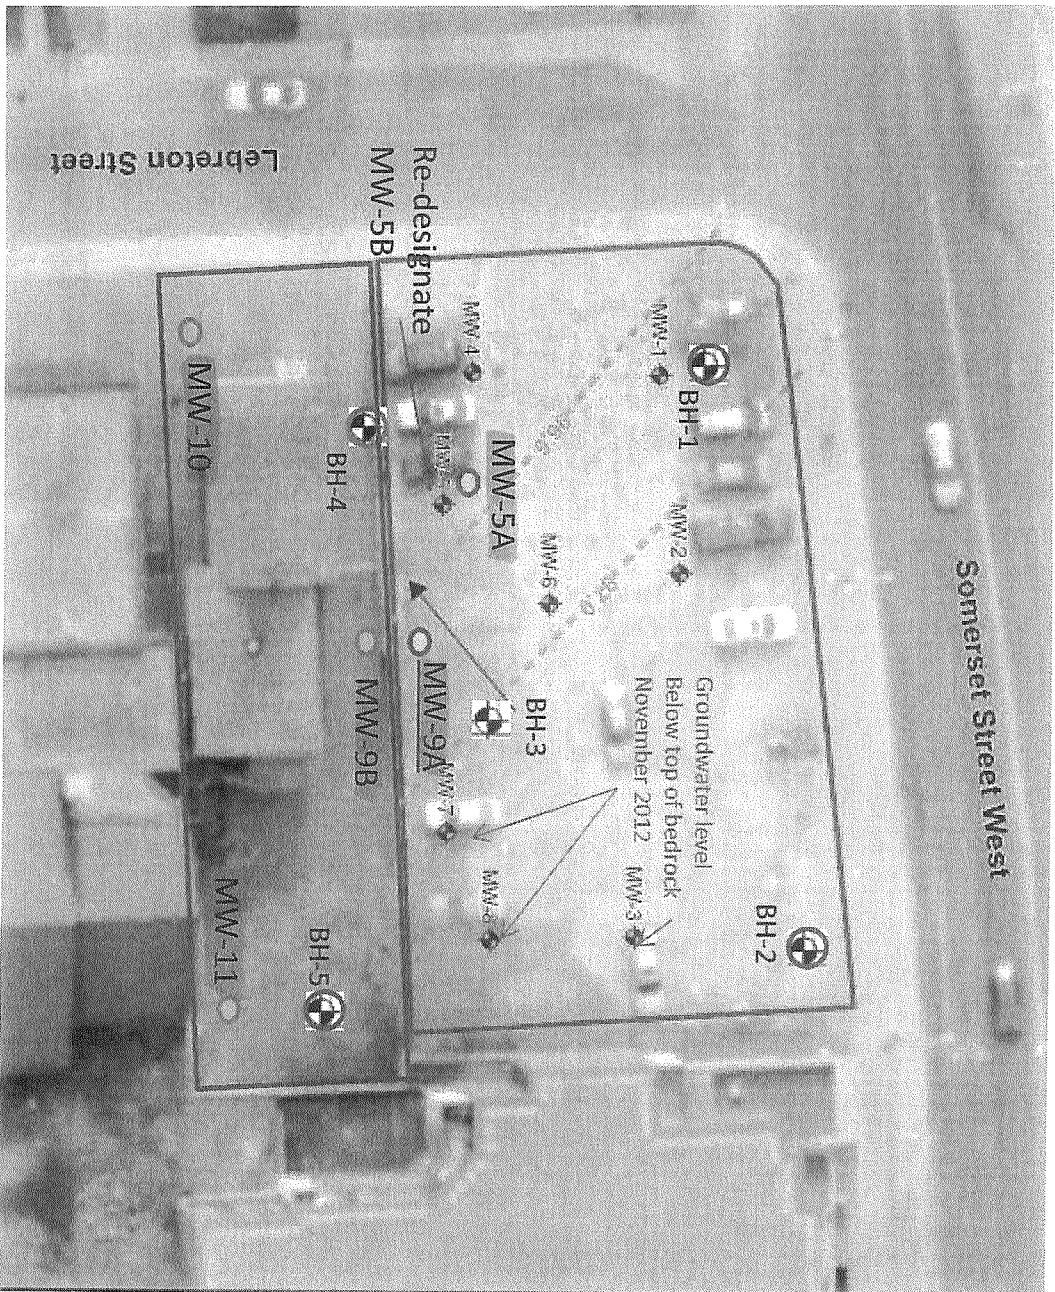 Somerset Street West
Lebreton Street
BH-1
BH-2
MW-1
MW-2
MW-3
Groundwater level
Below top of bedrock
November 2012
MW-4
Re-designate
MW-5B
MW-5A
MW-6
BH-3
MW-9A
MW-7
MW-8
BH-4
MW-9B
BH-5
MW-10
MW-11